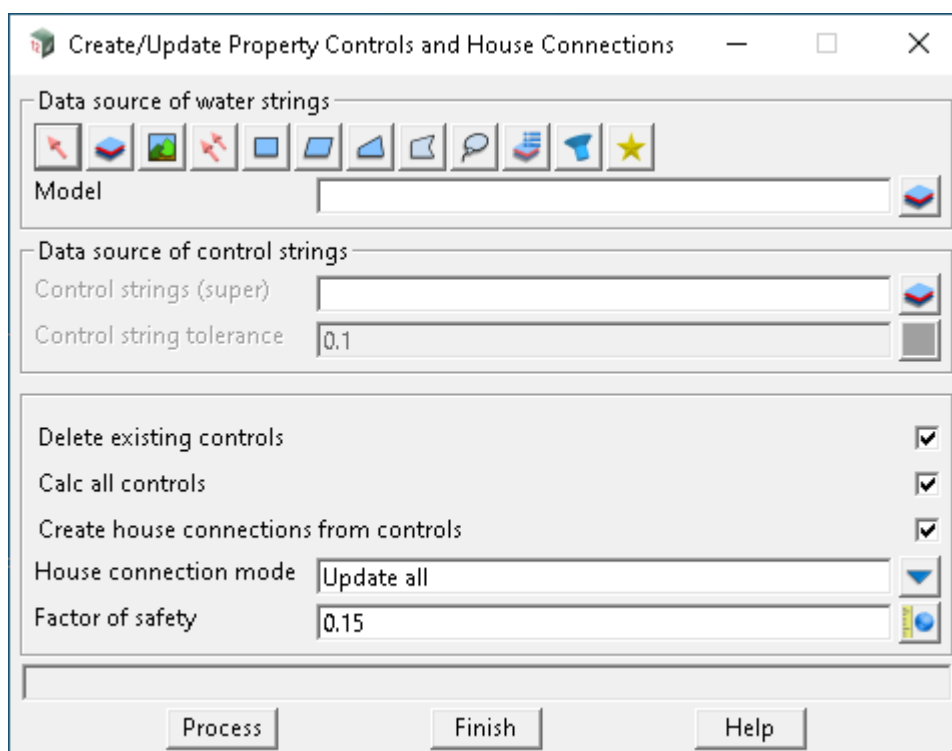 Create/Update Property Controls and House Connections
Data source of water strings
Model
Data source of control strings
Control strings (super)
Control string tolerance 0.1
Delete existing controls
Calc all controls
Create house connections from controls
House connection mode Update all
Factor of safety 0.15
Process Finish Help